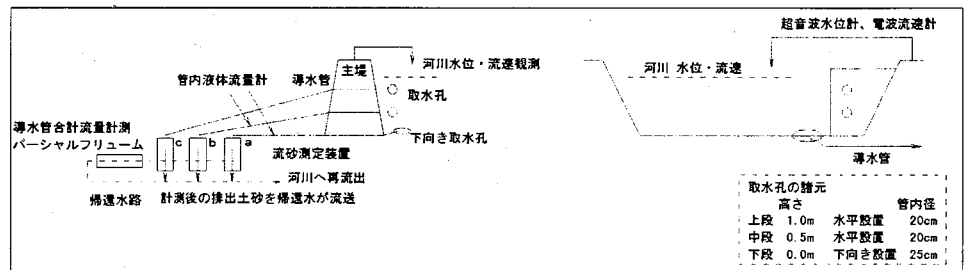 超音波水位計、電波流速計
主堤
河川水位・流速観測
河川 水位・流速
管内液体流量計
導水管
取水孔
導水管合計流量計測
パーシャルフリューム
c
b
a
下向き取水孔
流砂測定装置
導水管
河川へ再流出
帰還水路
計測後の排出土砂を帰還水が流送
取水孔の諸元
高さ 管内径
上段 1.0m 水平設置 20cm
中段 0.5m 水平設置 20cm
下段 0.0m 下向き設置 25cm